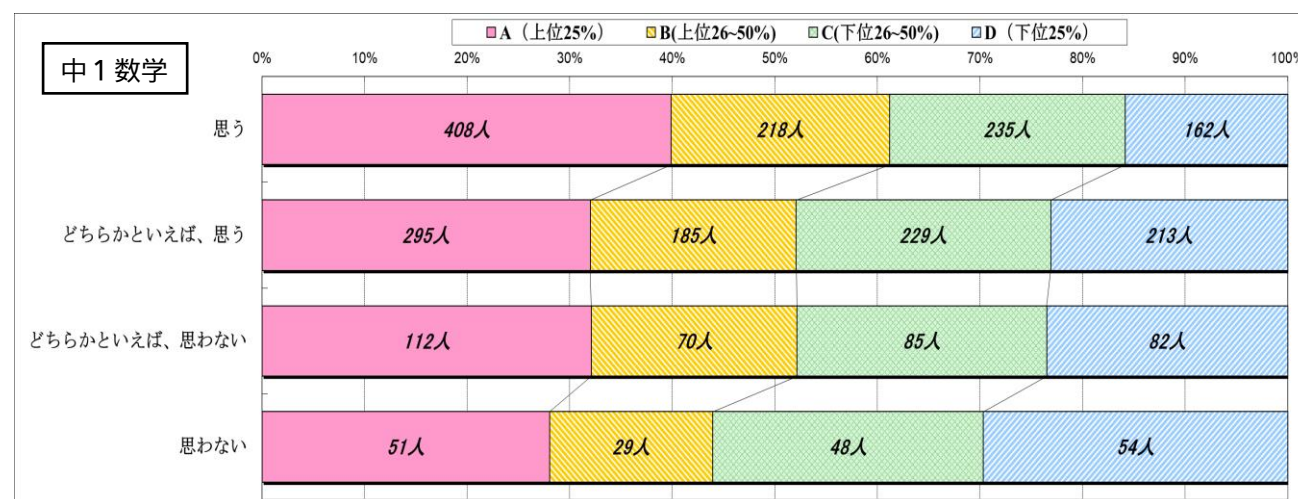 中1数学
■A（上位25%） ■B(上位26~50%) ■C(下位26~50%) ■D（下位25%）
0% 10% 20% 30% 40% 50% 60% 70% 80% 90% 100%
思う 408人 218人 235人 162人
どちらかといえば、思う 295人 185人 229人 213人
どちらかといえば、思わない 112人 70人 85人 82人
思わない 51人 29人 48人 54人